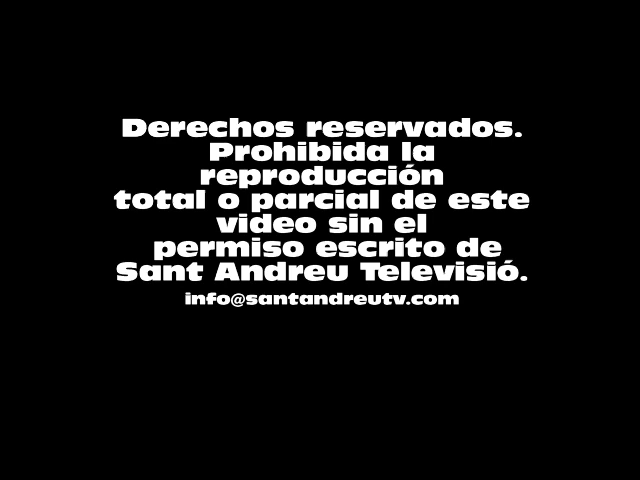 Derechos reservados.
Prohibida la
reproducción
total o parcial de este
video sin el
permiso escrito de
Sant Andreu Televisió.
info@santandreutv.com